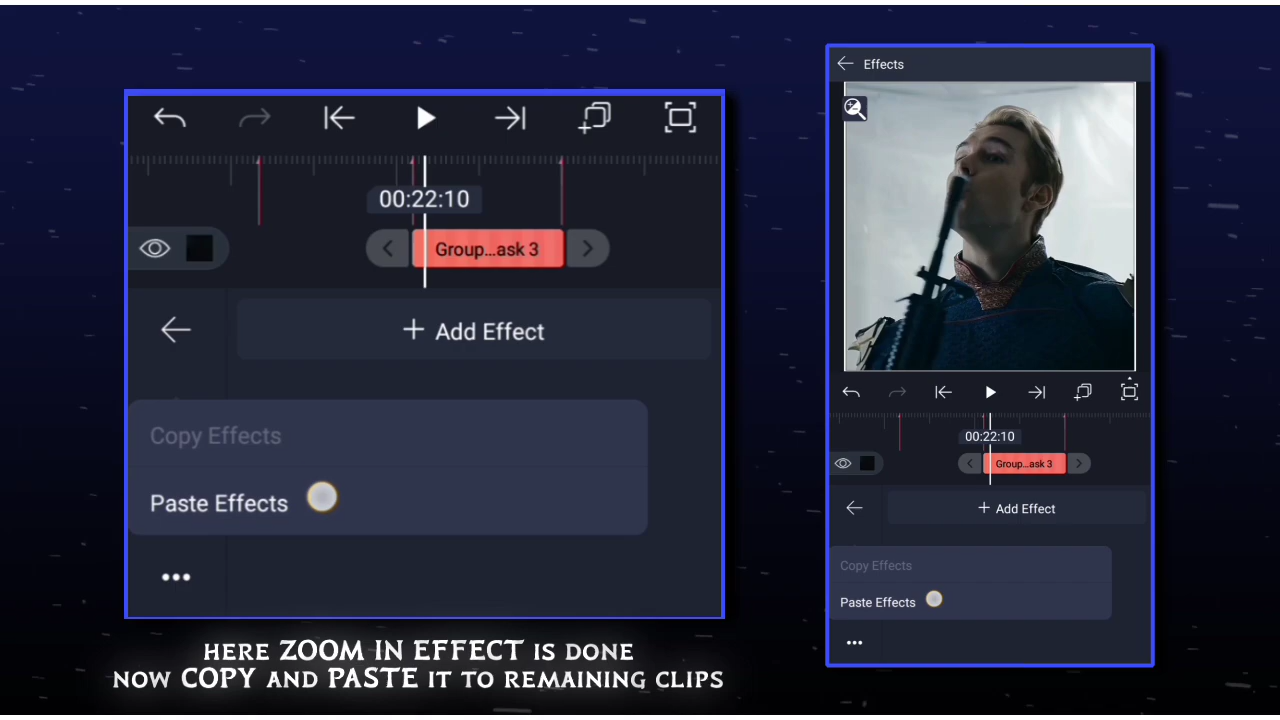 00:22:10
Group...ask 3
+ Add Effect
Copy Effects
Paste Effects
HERE ZOOM IN EFFECT IS DONE
NOW COPY AND PASTE IT TO REMAINING CLIPS
Effects
00:22:10
Group...ask 3
+ Add Effect
Copy Effects
Paste Effects